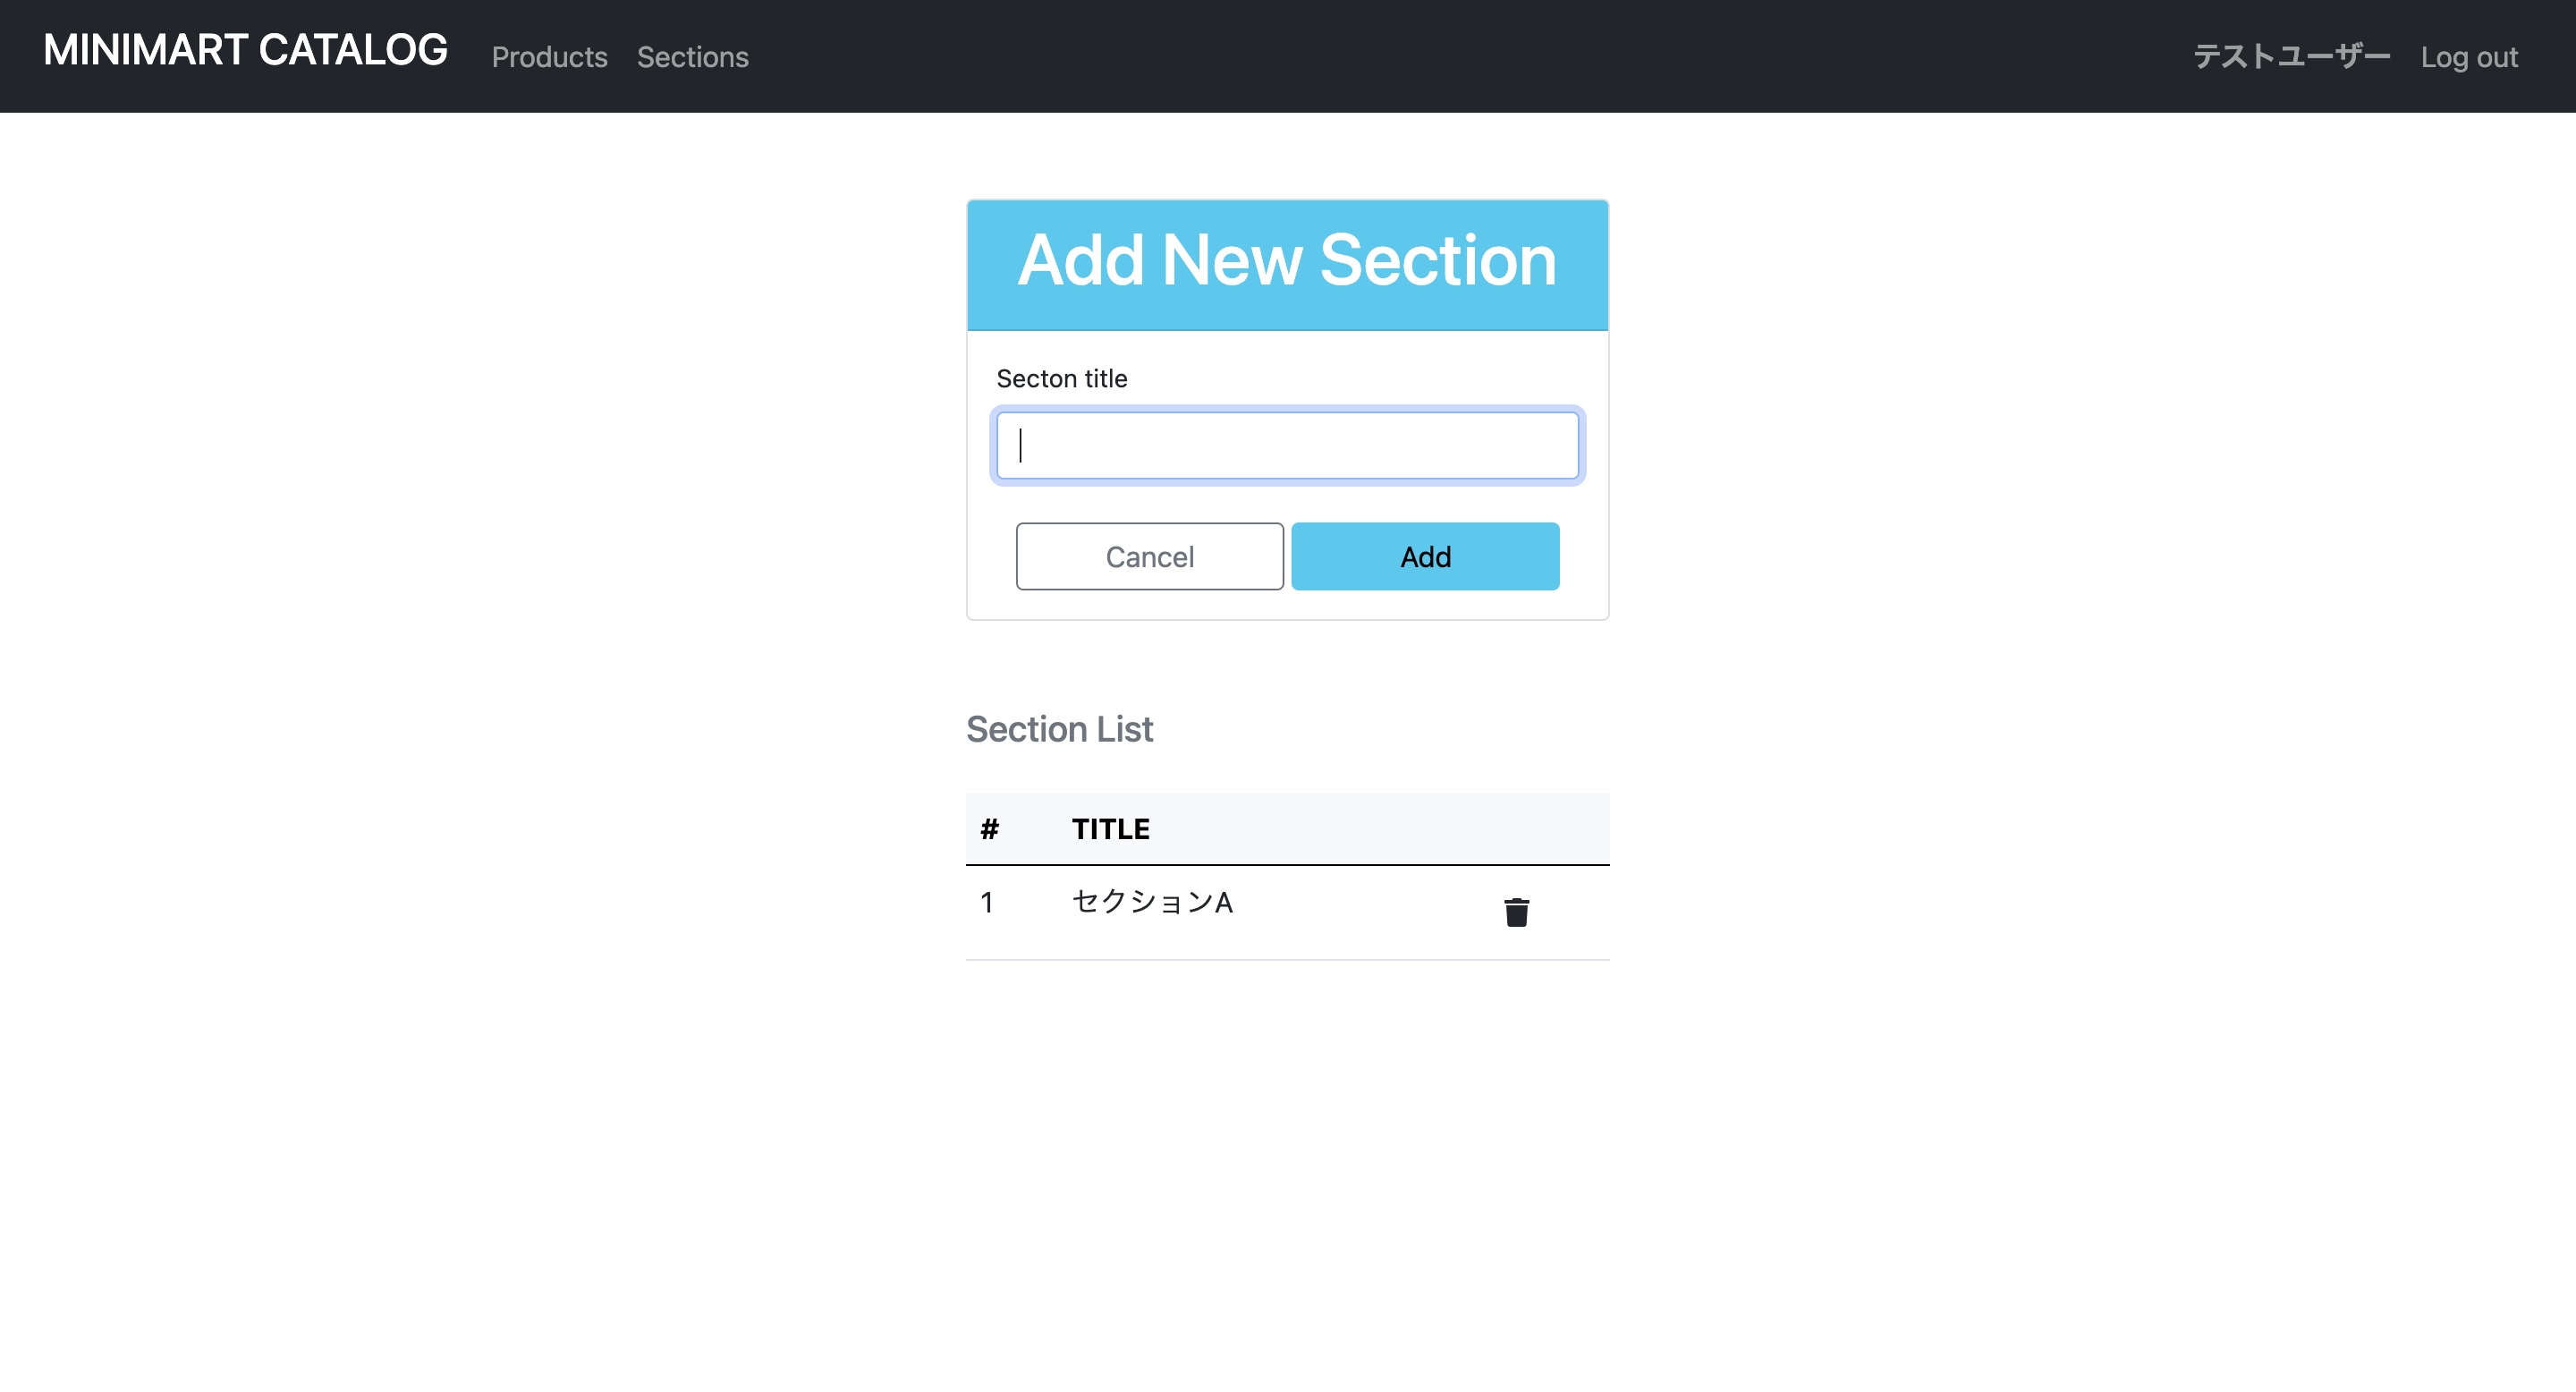 MINIMART CATALOG Products Sections テストユーザー Log out
Add New Section
Secton title
Cancel Add
Section List
# TITLE
1 セクションA